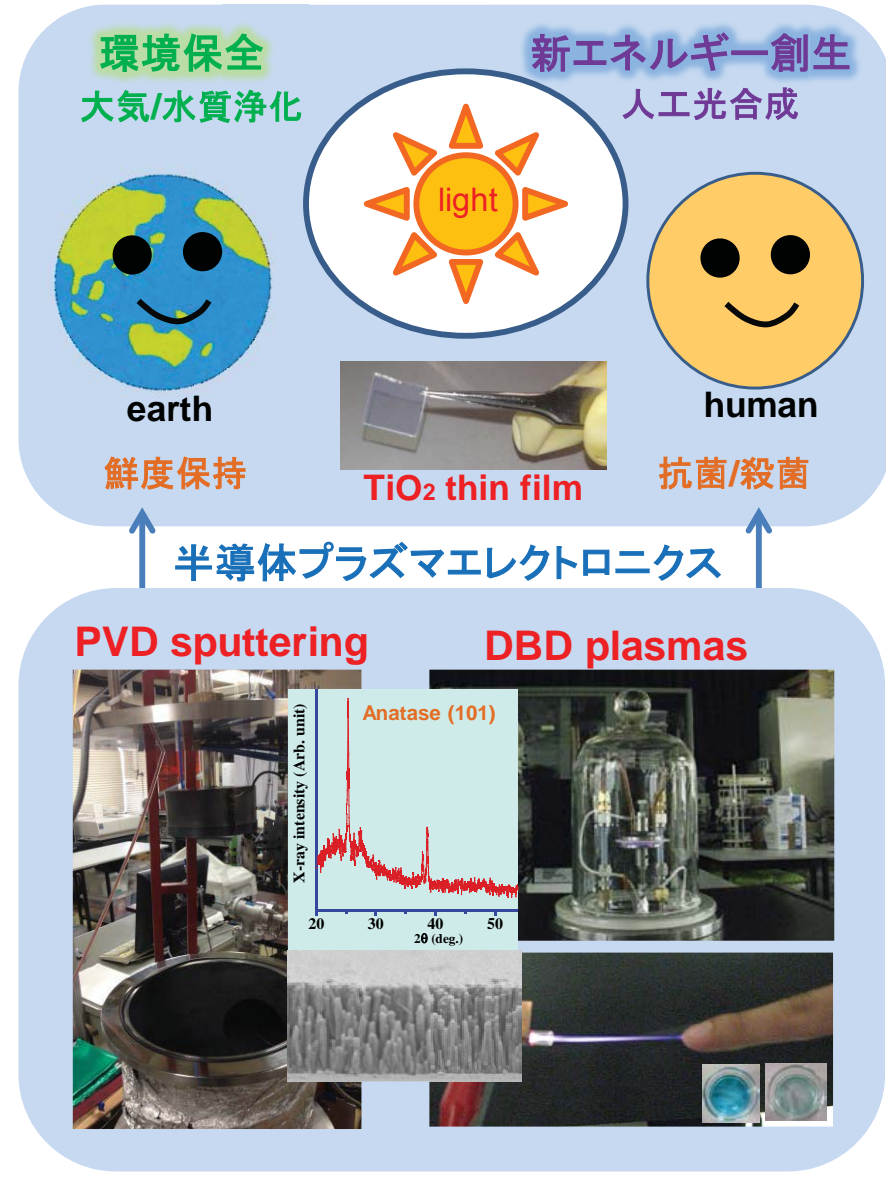 環境保全
大気/水質浄化
新エネルギー創生
人工光合成
light
earth
human
鮮度保持
TiO2 thin film
抗菌/殺菌
半導体プラズマエレクトロニクス
PVD sputtering
DBD plasmas
Anatase (101)
X-ray intensity (Arb. unit)
20 30 40 50
2θ (deg.)